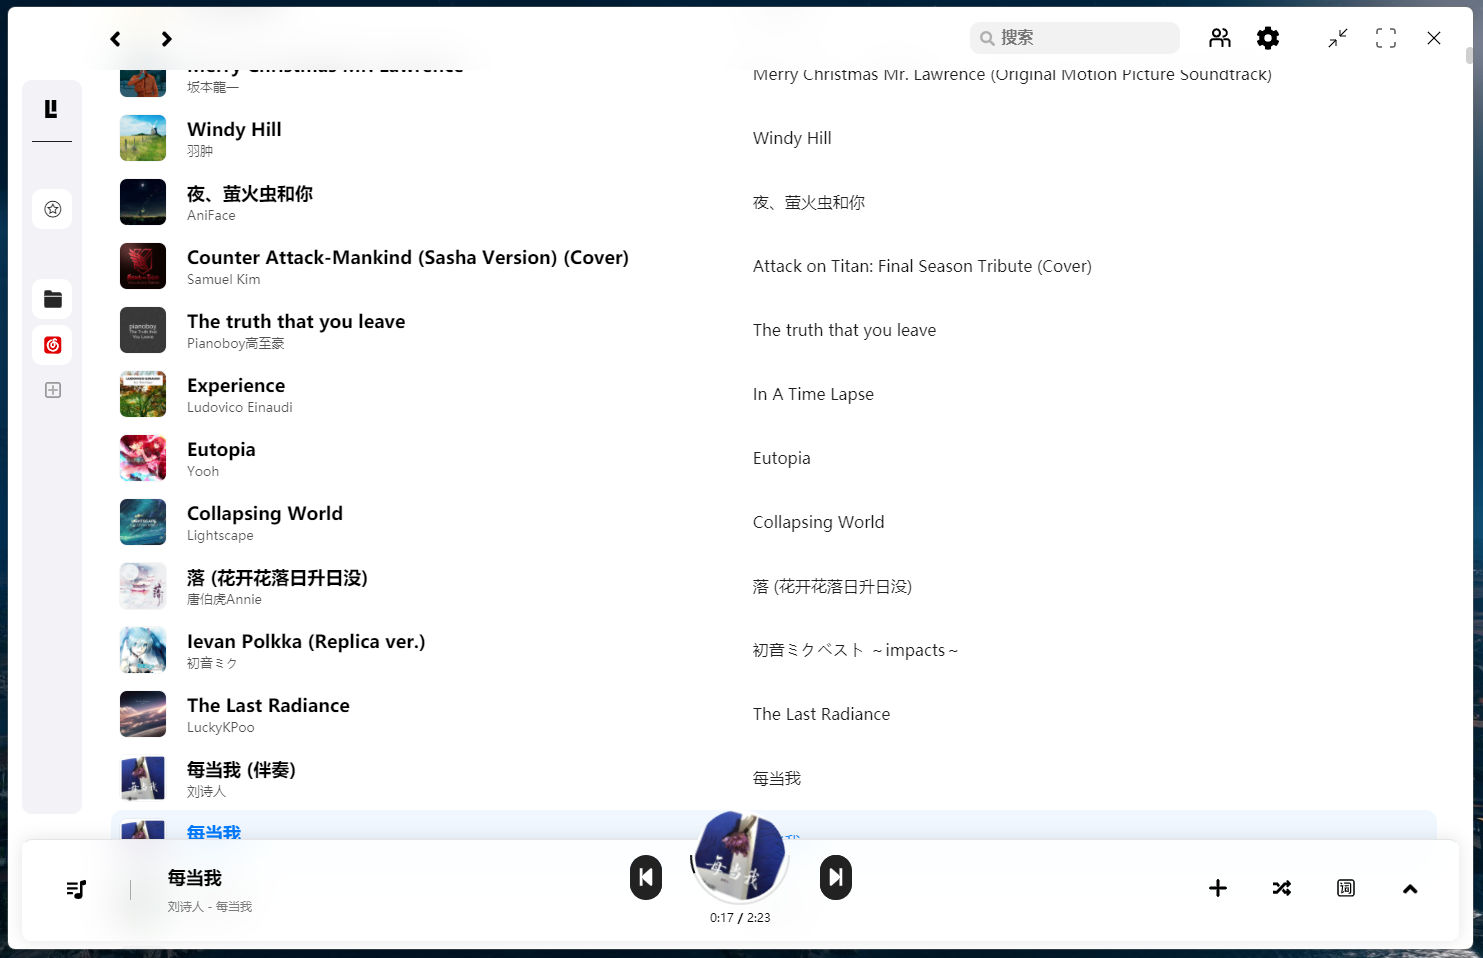 搜索
Merry Christmas Mr. Lawrence
坂本龍一
Merry Christmas Mr. Lawrence (Original Motion Picture Soundtrack)
Windy Hill
羽肿
Windy Hill
夜、萤火虫和你
AniFace
夜、萤火虫和你
Counter Attack-Mankind (Sasha Version) (Cover)
Samuel Kim
Attack on Titan: Final Season Tribute (Cover)
pianoboy
The truth that you leave
Pianoboy高至豪
The truth that you leave
Experience
Ludovico Einaudi
In A Time Lapse
Eutopia
Yooh
Eutopia
Collapsing World
Lightscape
Collapsing World
落 (花开花落日升日没)
唐伯虎Annie
落 (花开花落日升日没)
Ievan Polkka (Replica ver.)
初音ミク
初音ミクベスト ～impacts～
The Last Radiance
LuckyKPoo
The Last Radiance
每当我 (伴奏)
刘诗人
每当我
每当我
每当我
每当我
刘诗人 - 每当我
0:17 / 2:23
词